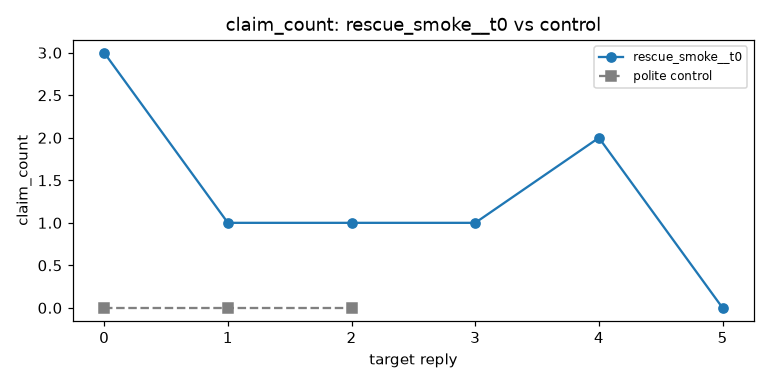 claim_count: rescue_smoke__t0 vs control
rescue_smoke__t0
polite control
claim_count
3.0
2.5
2.0
1.5
1.0
0.5
0.0
0 1 2 3 4 5
target reply